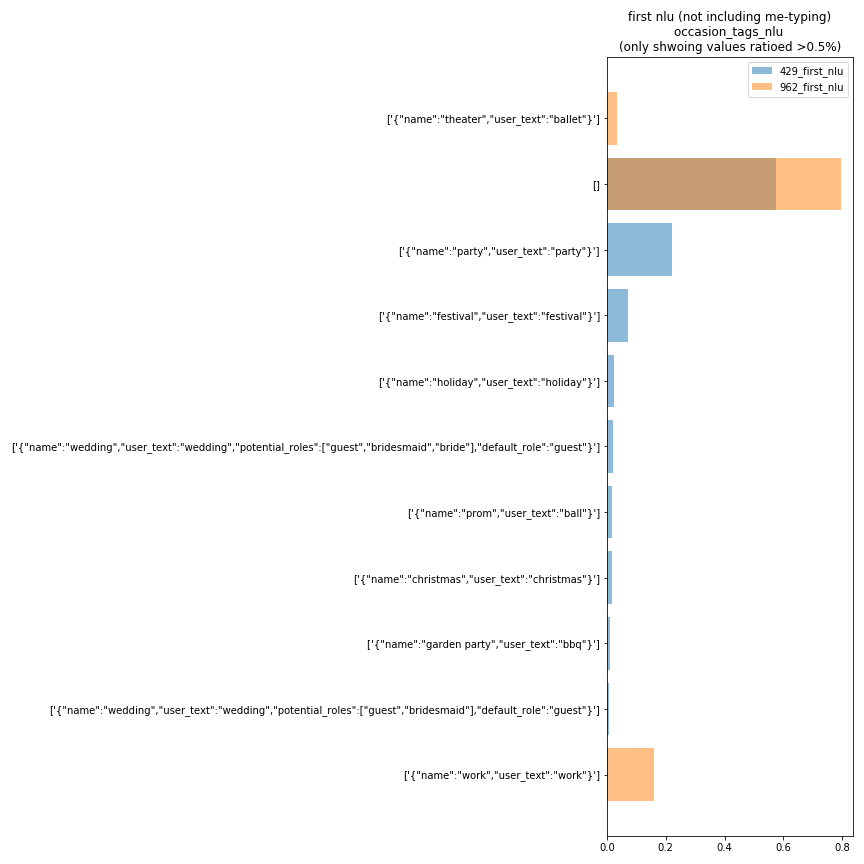 first nlu (not including me-typing)
occasion_tags_nlu
(only shwoing values ratioed >0.5%)
429_first_nlu
962_first_nlu
['{"name":"theater","user_text":"ballet"}']
[]
['{"name":"party","user_text":"party"}']
['{"name":"festival","user_text":"festival"}']
['{"name":"holiday","user_text":"holiday"}']
['{"name":"wedding","user_text":"wedding","potential_roles":["guest","bridesmaid","bride"],"default_role":"guest"}']
['{"name":"prom","user_text":"ball"}']
['{"name":"christmas","user_text":"christmas"}']
['{"name":"garden party","user_text":"bbq"}']
['{"name":"wedding","user_text":"wedding","potential_roles":["guest","bridesmaid"],"default_role":"guest"}']
['{"name":"work","user_text":"work"}']
0.0 0.2 0.4 0.6 0.8